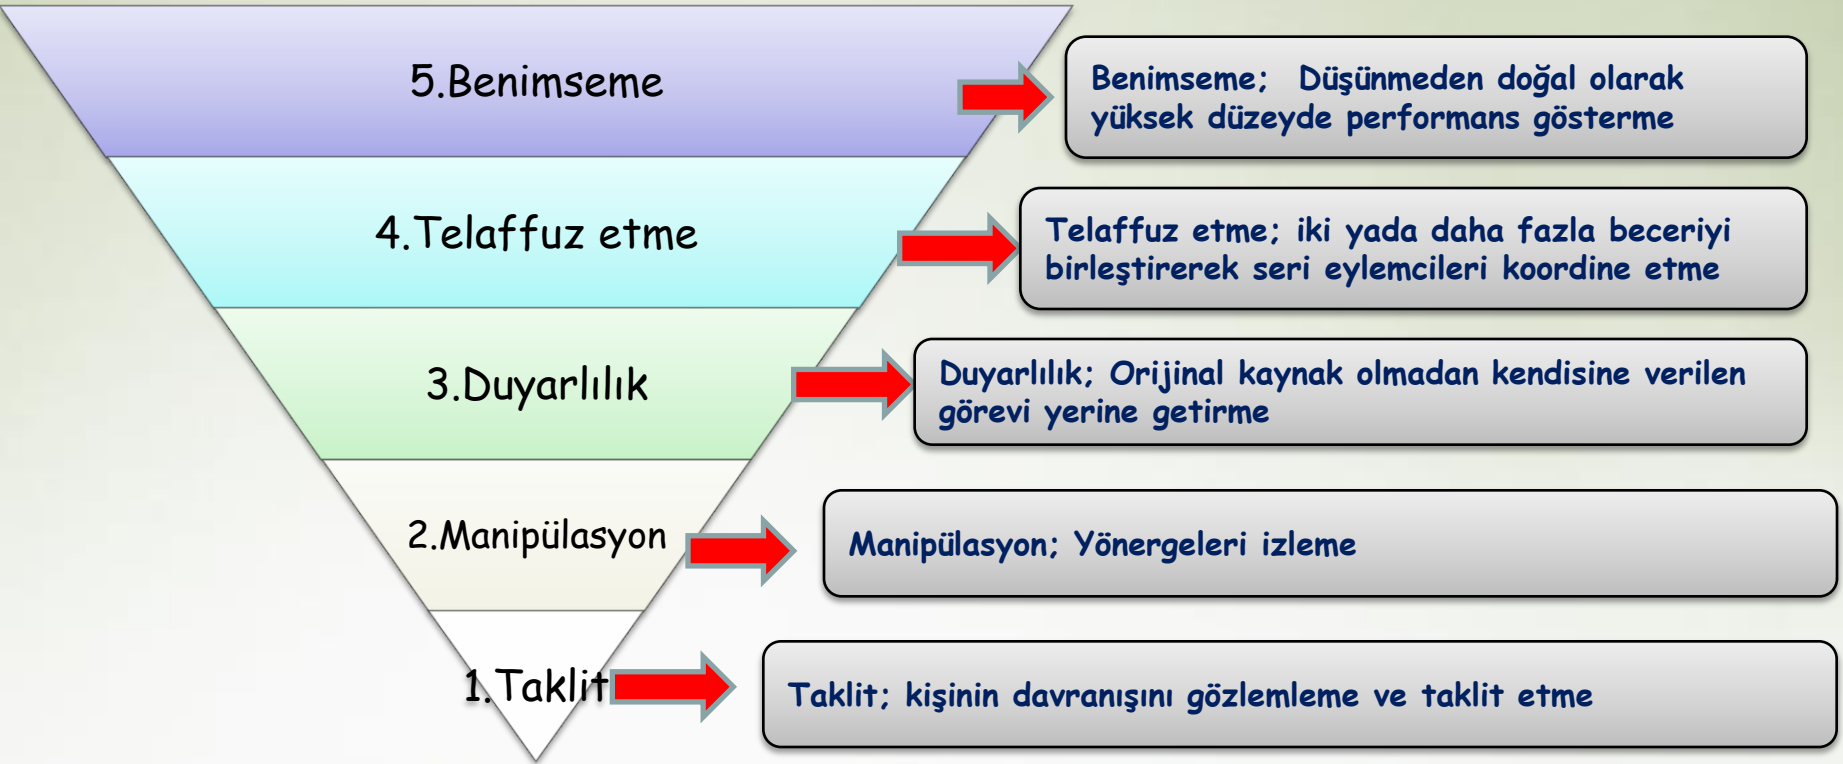 5.Benimseme
Benimseme;  Düşünmeden doğal olarak
yüksek düzeyde performans gösterme
4.Telaffuz etme
Telaffuz etme; iki yada daha fazla beceriyi
birleştirerek seri eylemcileri koordine etme
3.Duyarlılık
Duyarlılık; Orijinal kaynak olmadan kendisine verilen
görevi yerine getirme
2.Manipülasyon
Manipülasyon; Yönergeleri izleme
1.Taklit
Taklit; kişinin davranışını gözlemleme ve taklit etme